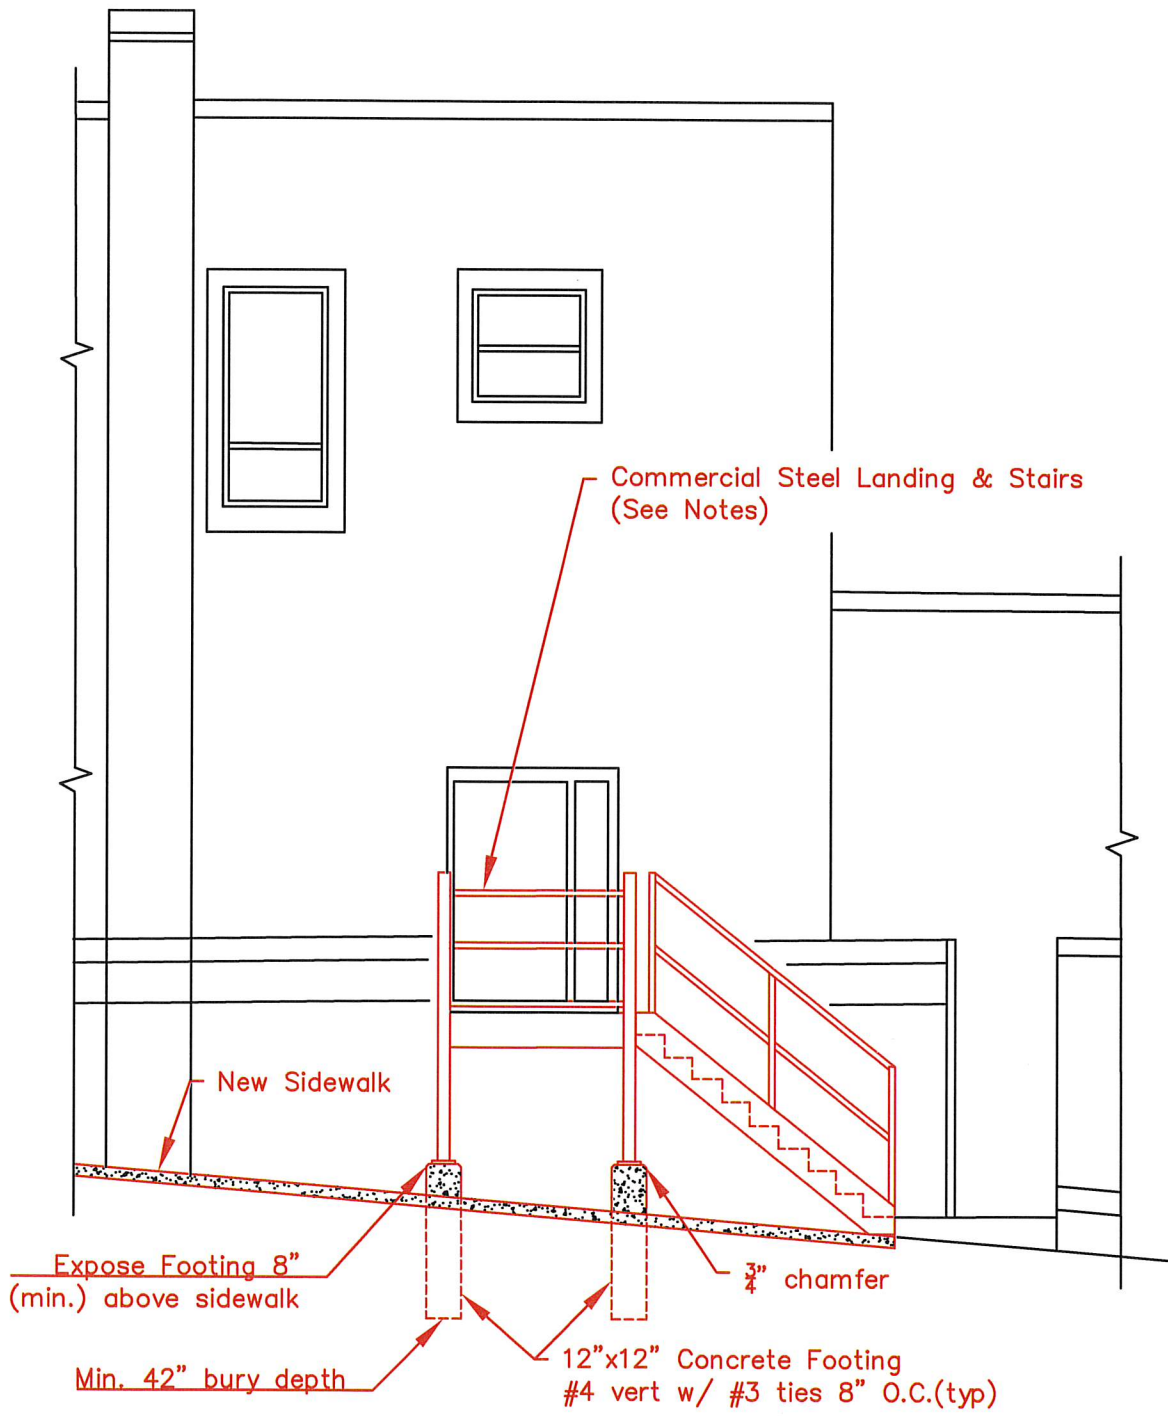 Commercial Steel Landing & Stairs
(See Notes)
New Sidewalk
Expose Footing 8"
(min.) above sidewalk
3/4" chamfer
Min. 42" bury depth
12"x12" Concrete Footing
#4 vert w/ #3 ties 8" O.C.(typ)